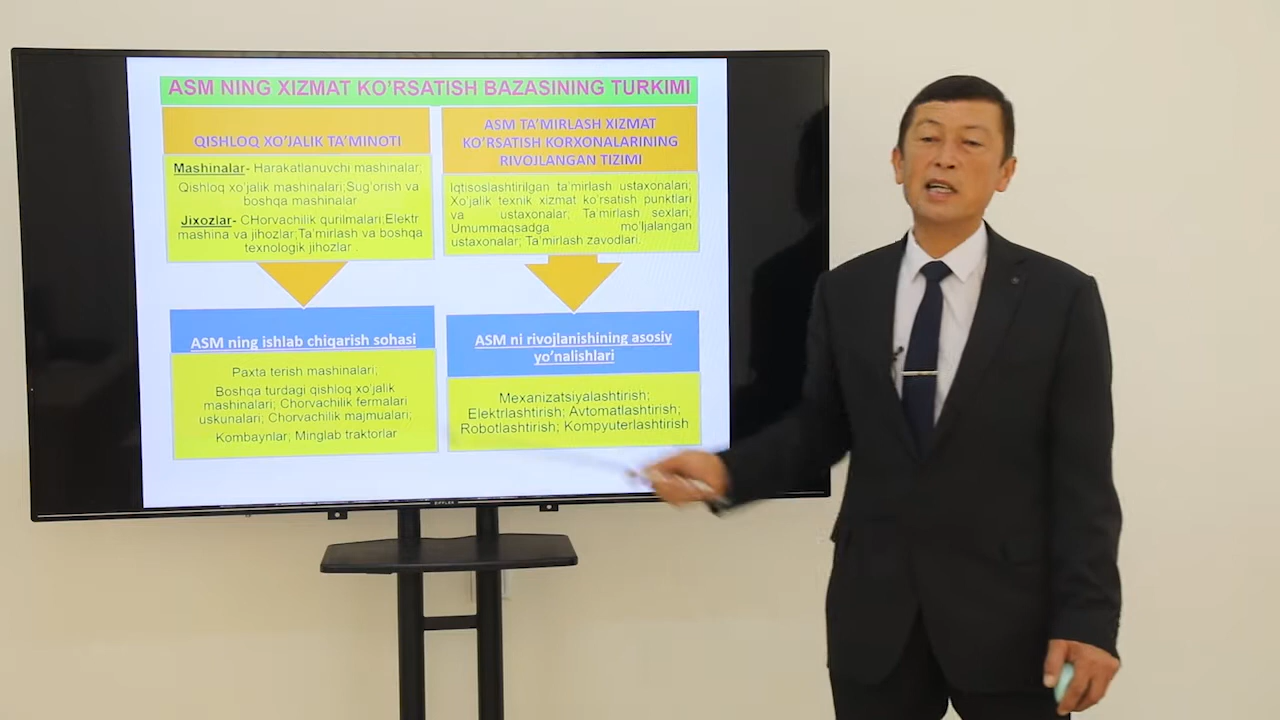 ASM NING XIZMAT KO'RSATISH BAZASINING TURKIMI
QISHLOQ XO'JALIK TA'MINOTI
Mashinalar- Harakatlanuvchi mashinalar;
Qishloq xo'jalik mashinalari;Sug'orish va
boshqa mashinalar
Jixozlar- CHorvachilik qurilmalari;Elektr
mashina va jihozlar;Ta'mirlash va boshqa
texnologik jihozlar .
ASM TA'MIRLASH XIZMAT
KO'RSATISH KORXONALARINING
RIVOJLANGAN TIZIMI
Iqtisoslashtirilgan ta'mirlash ustaxonalari;
Xo'jalik texnik xizmat ko'rsatish punktlari
va ustaxonalar; Ta'mirlash sexlari;
Umummaqsadga mo'ljalangan
ustaxonalar; Ta'mirlash zavodlari.
ASM ning ishlab chiqarish sohasi
Paxta terish mashinalari;
Boshqa turdagi qishloq xo'jalik
mashinalari; Chorvachilik fermalari
uskunalari; Chorvachilik majmualari;
Kombaynlar; Minglab traktorlar
ASM ni rivojlanishining asosiy
yo'nalishlari
Mexanizatsiyalashtirish;
Elektrlashtirish; Avtomatlashtirish;
Robotlashtirish; Kompyuterlashtirish